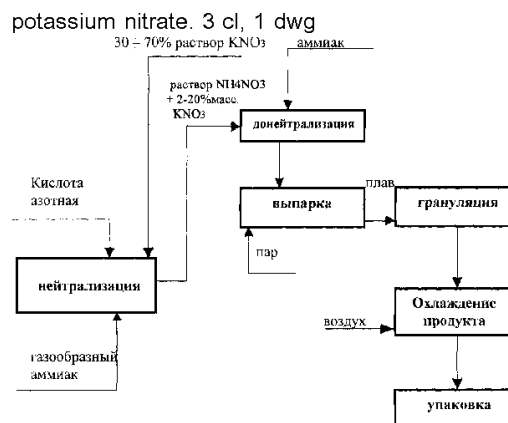 potassium nitrate. 3 cl, 1 dwg
30 ÷ 70% раствор KNO3
аммиак
раствор NH4NO3
+ 2-20%масс.
KNO3
донейтрализация
Кислота
азотная
выпарка
плав
грануляция
пар
нейтрализация
Охлаждение
продукта
воздух
газообразный
аммиак
упаковка